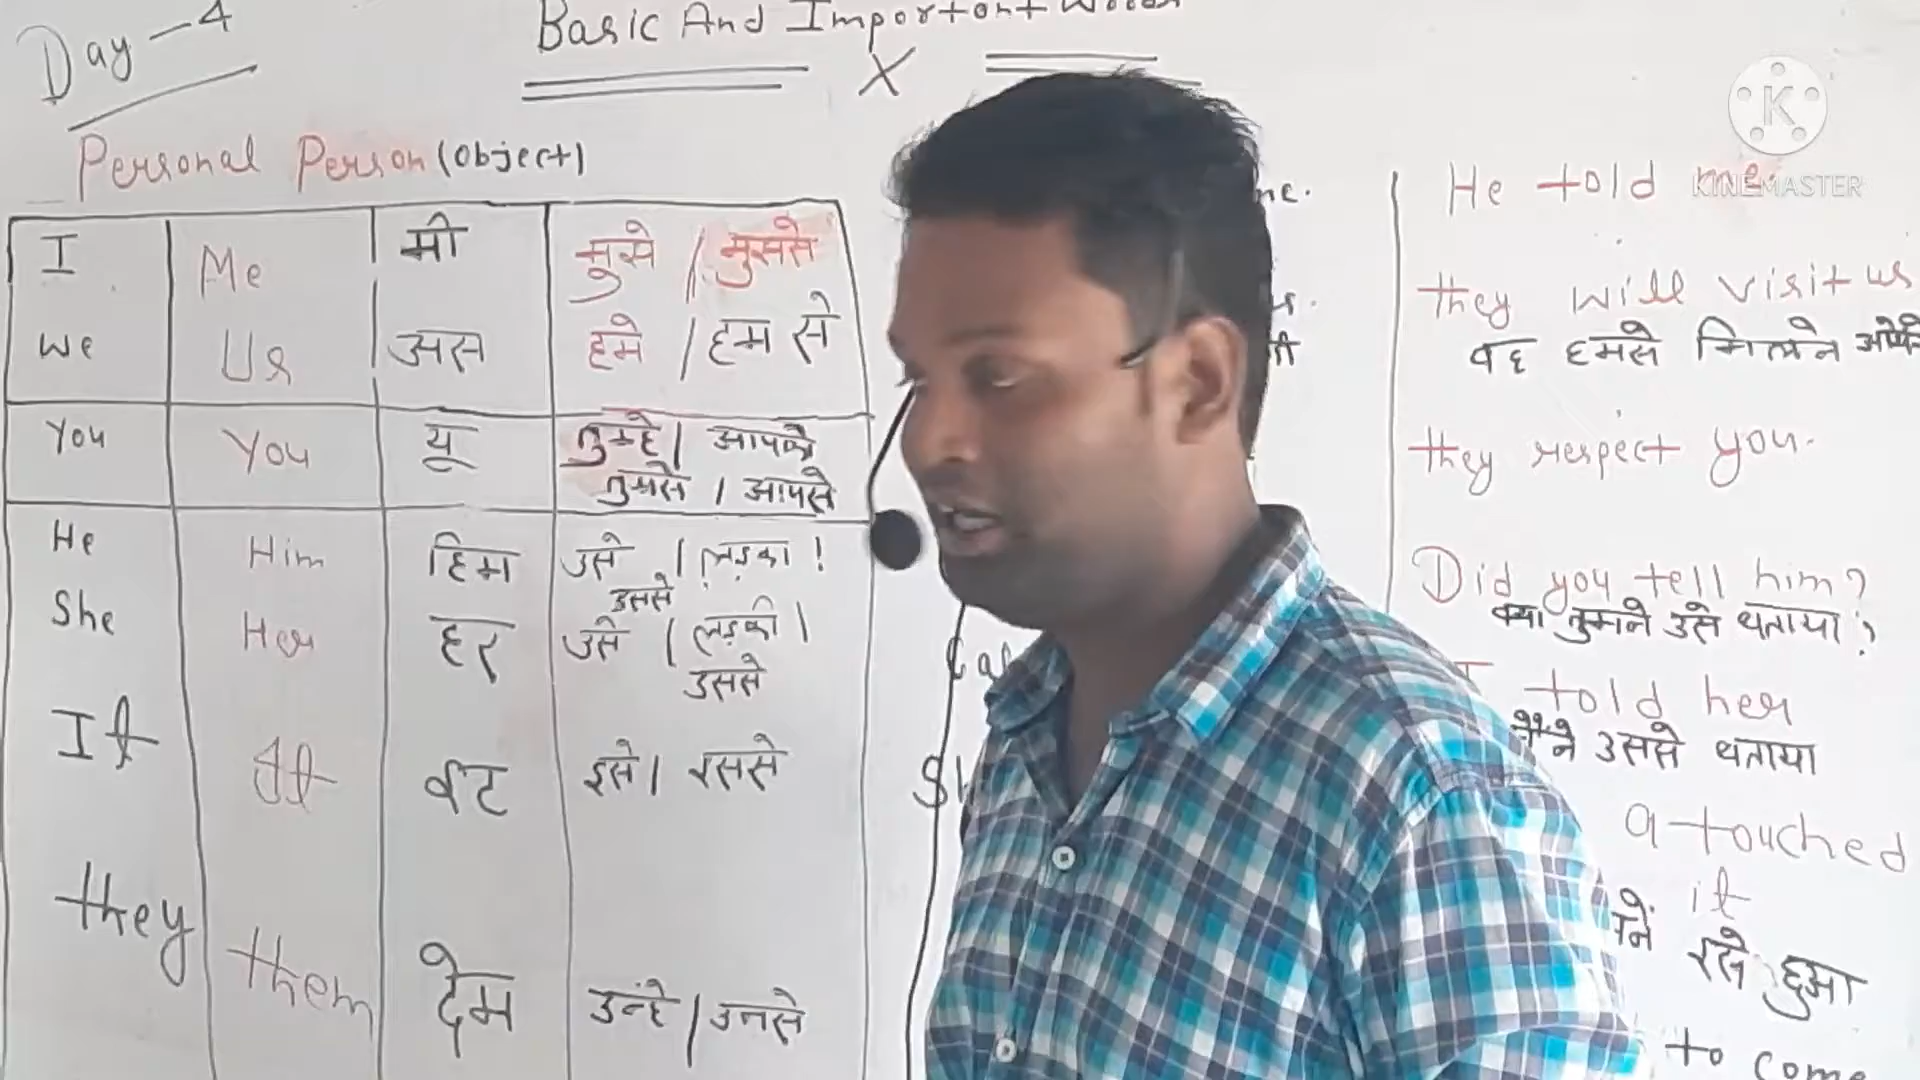 Day-4
Basic And Important
X
Personal Person (object)
I Me मी मुझे / मुझसे
We Us अस हमे / हम से
You You यू तुम्हे / आपको
तुमसे / आपसे
He Him हिम उसे / लड़का!
उससे
She Her हर उसे / लड़की।
उससे
It It वट इसे / इससे
they them देम उन्हे / उनसे
He told me.
they will visit us
वह हमसे मिलने
they respect you.
Did you tell him?
क्या तुमने उसे बताया?
told her
मैंने उससे बताया
a touched
it
इसे छुआ
to come
KINEMASTER